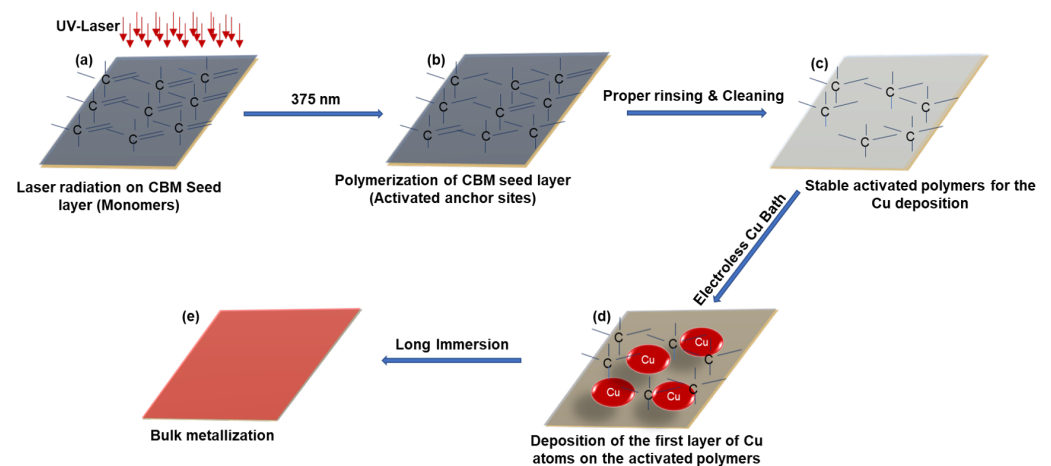 UV-Laser
(a)
C
C
C
C
C
C
C
C
Laser radiation on CBM Seed
layer (Monomers)
375 nm
(b)
C
C
C
C
C
C
C
C
Polymerization of CBM seed layer
(Activated anchor sites)
Proper rinsing & Cleaning
(c)
C
C
C
C
C
C
Stable activated polymers for the
Cu deposition
Electroless Cu Bath
(d)
C
C
C
C
C
C
Cu
Cu
Cu
Cu
Deposition of the first layer of Cu
atoms on the activated polymers
Long Immersion
(e)
Bulk metallization